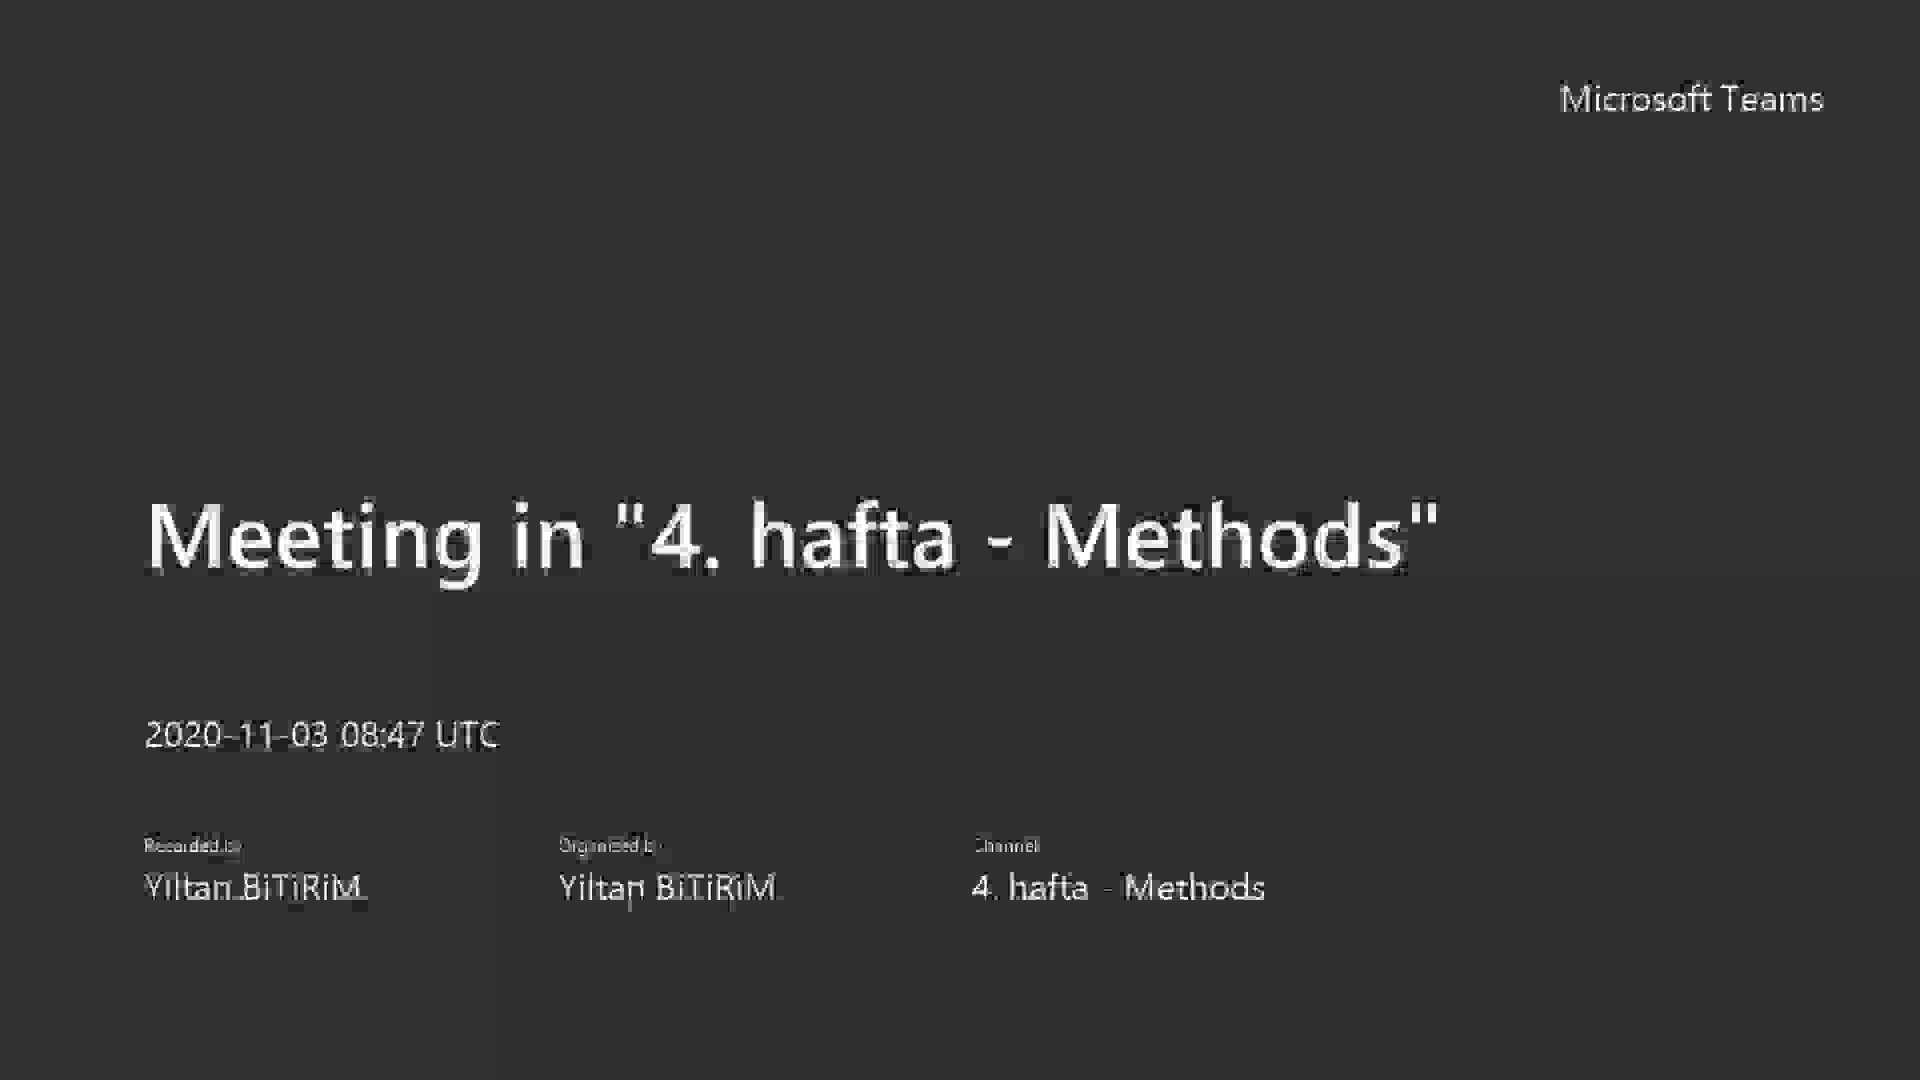 Microsoft Teams
Meeting in "4. hafta - Methods"
2020-11-03 08:47 UTC
Recorded by
Organized by
Channel
Yiltan BiTiRiM
Yiltan BiTiRiM
4. hafta - Methods